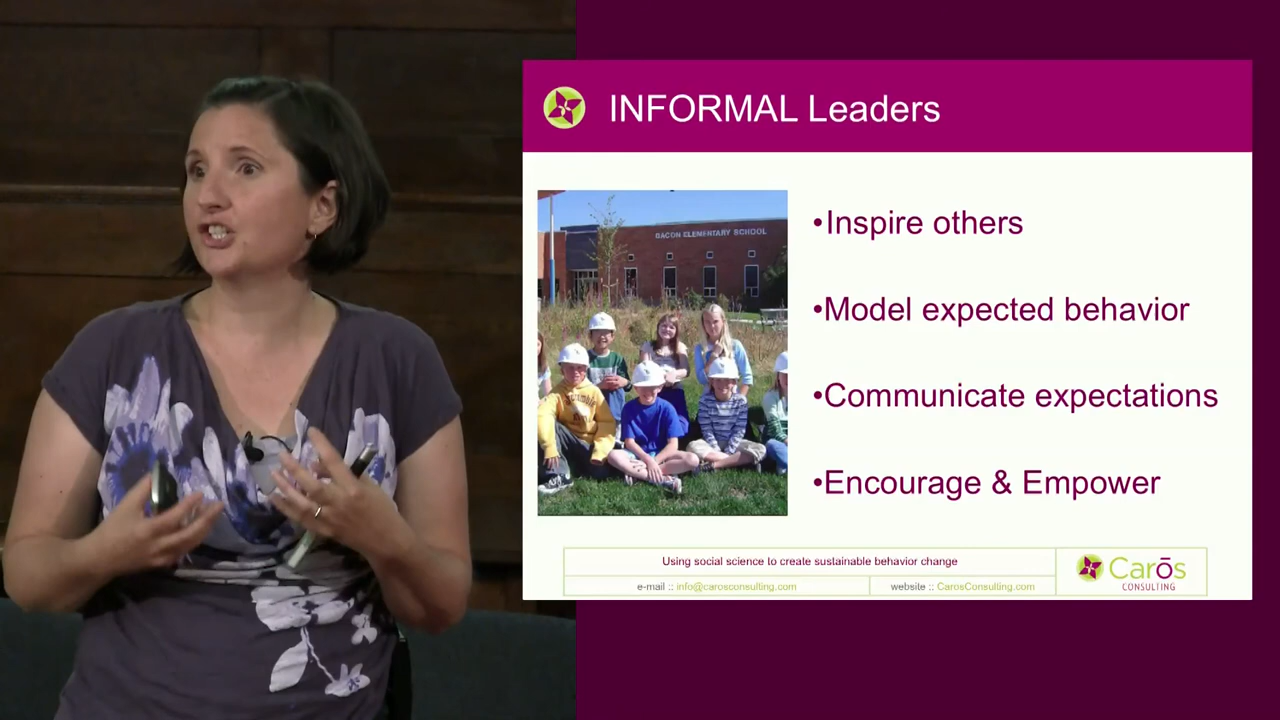 INFORMAL Leaders
BACON ELEMENTARY SCHOOL
•Inspire others
•Model expected behavior
•Communicate expectations
•Encourage & Empower
Using social science to create sustainable behavior change
e-mail :: info@carosconsulting.com
website :: CarosConsulting.com
Carōs
CONSULTING